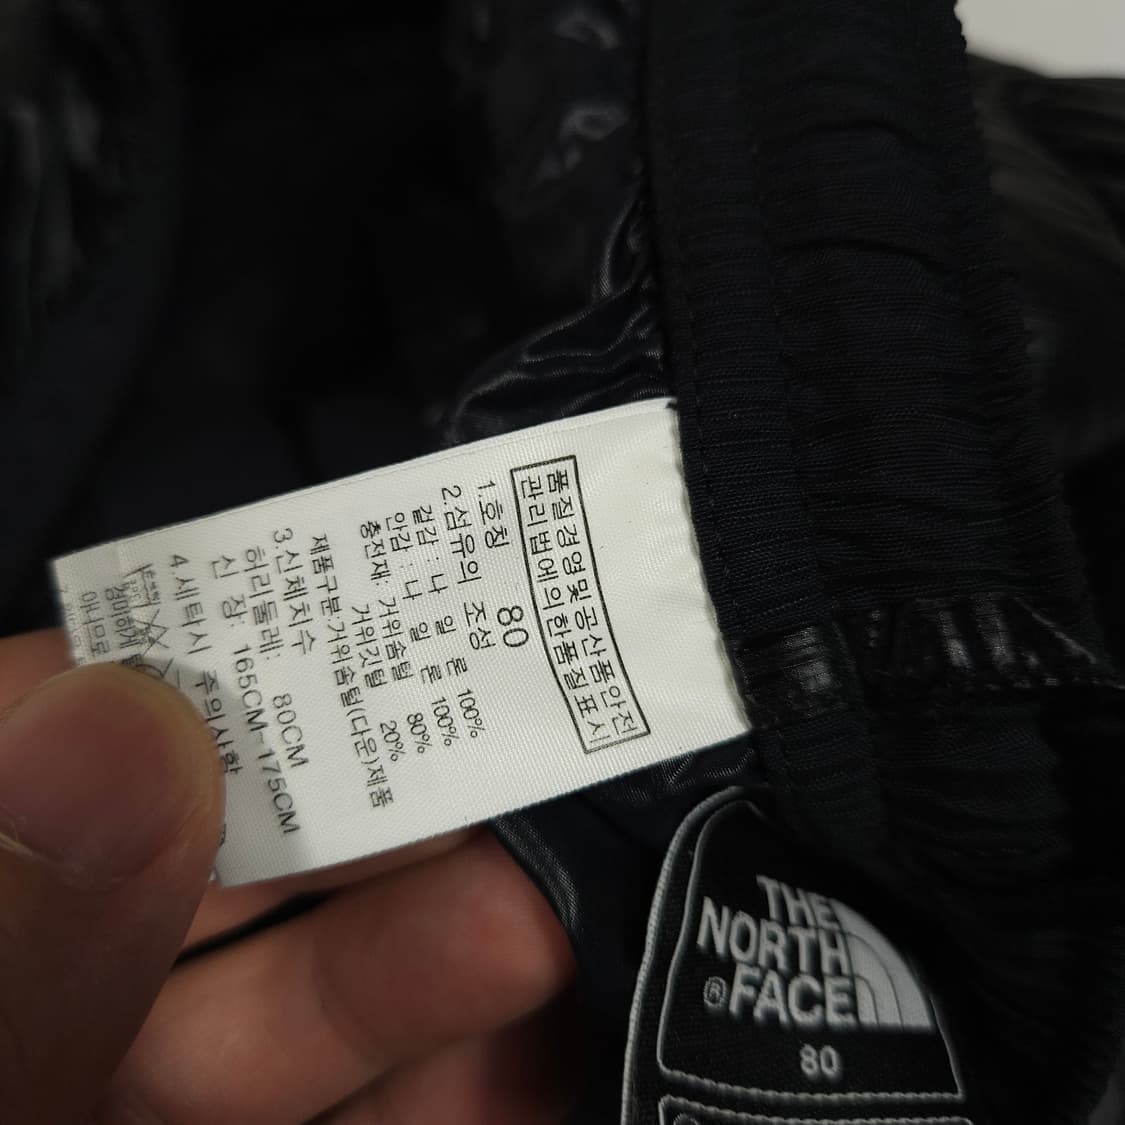 품질경영및공산품안전
관리법에의한품질표시
1.호칭 80
2.섬유의 조성
겉감: 나 일 론 100%
안감: 나 일 론 100%
충전재: 거위솜털 80%
거위깃털 20%
제품구분:거위솜털(다운)제품
3.신체치수
허리둘레: 80CM
신 장: 165CM-175CM
4.세탁시 주의사항
THE
NORTH
FACE
®
80